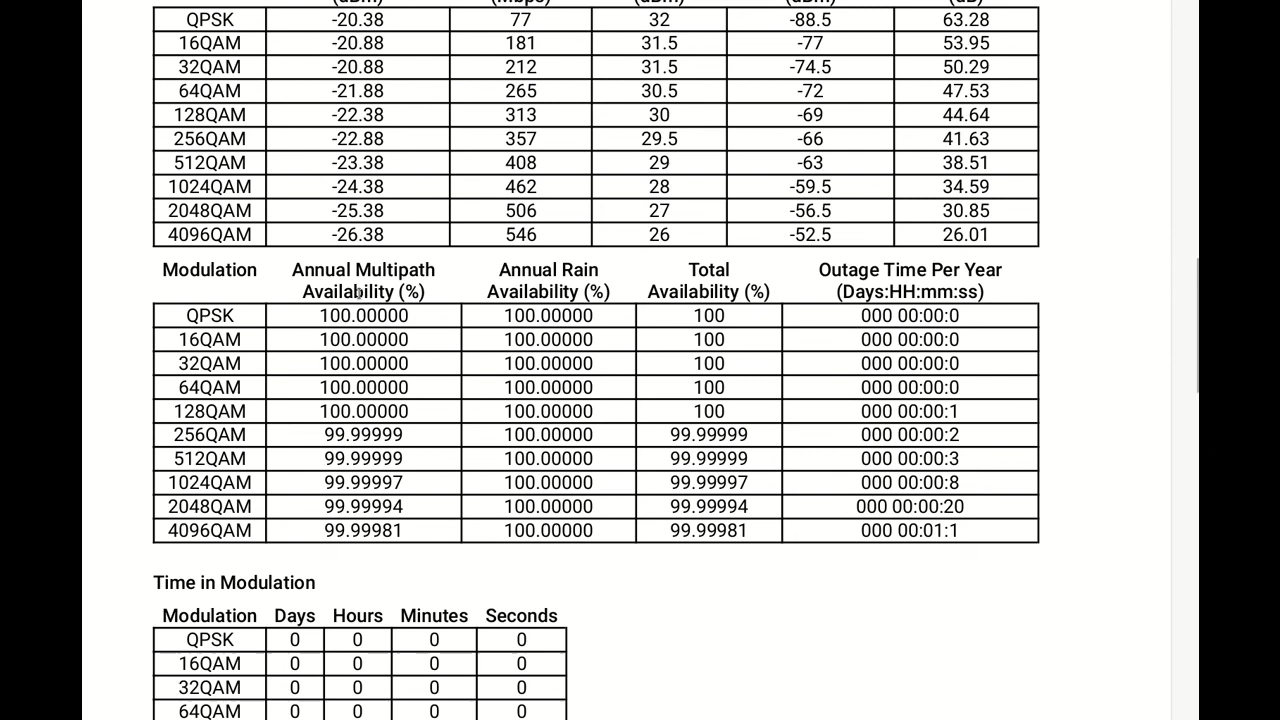 (dBm) (Mbps) (dBm) (dBm) (dB)
QPSK -20.38 77 32 -88.5 63.28
16QAM -20.88 181 31.5 -77 53.95
32QAM -20.88 212 31.5 -74.5 50.29
64QAM -21.88 265 30.5 -72 47.53
128QAM -22.38 313 30 -69 44.64
256QAM -22.88 357 29.5 -66 41.63
512QAM -23.38 408 29 -63 38.51
1024QAM -24.38 462 28 -59.5 34.59
2048QAM -25.38 506 27 -56.5 30.85
4096QAM -26.38 546 26 -52.5 26.01
Modulation Annual Multipath Annual Rain Total Outage Time Per Year
Availability (%) Availability (%) Availability (%) (Days:HH:mm:ss)
QPSK 100.00000 100.00000 100 000 00:00:0
16QAM 100.00000 100.00000 100 000 00:00:0
32QAM 100.00000 100.00000 100 000 00:00:0
64QAM 100.00000 100.00000 100 000 00:00:0
128QAM 100.00000 100.00000 100 000 00:00:1
256QAM 99.99999 100.00000 99.99999 000 00:00:2
512QAM 99.99999 100.00000 99.99999 000 00:00:3
1024QAM 99.99997 100.00000 99.99997 000 00:00:8
2048QAM 99.99994 100.00000 99.99994 000 00:00:20
4096QAM 99.99981 100.00000 99.99981 000 00:01:1
Time in Modulation
Modulation Days Hours Minutes Seconds
QPSK 0 0 0 0
16QAM 0 0 0 0
32QAM 0 0 0 0
64QAM 0 0 0 0